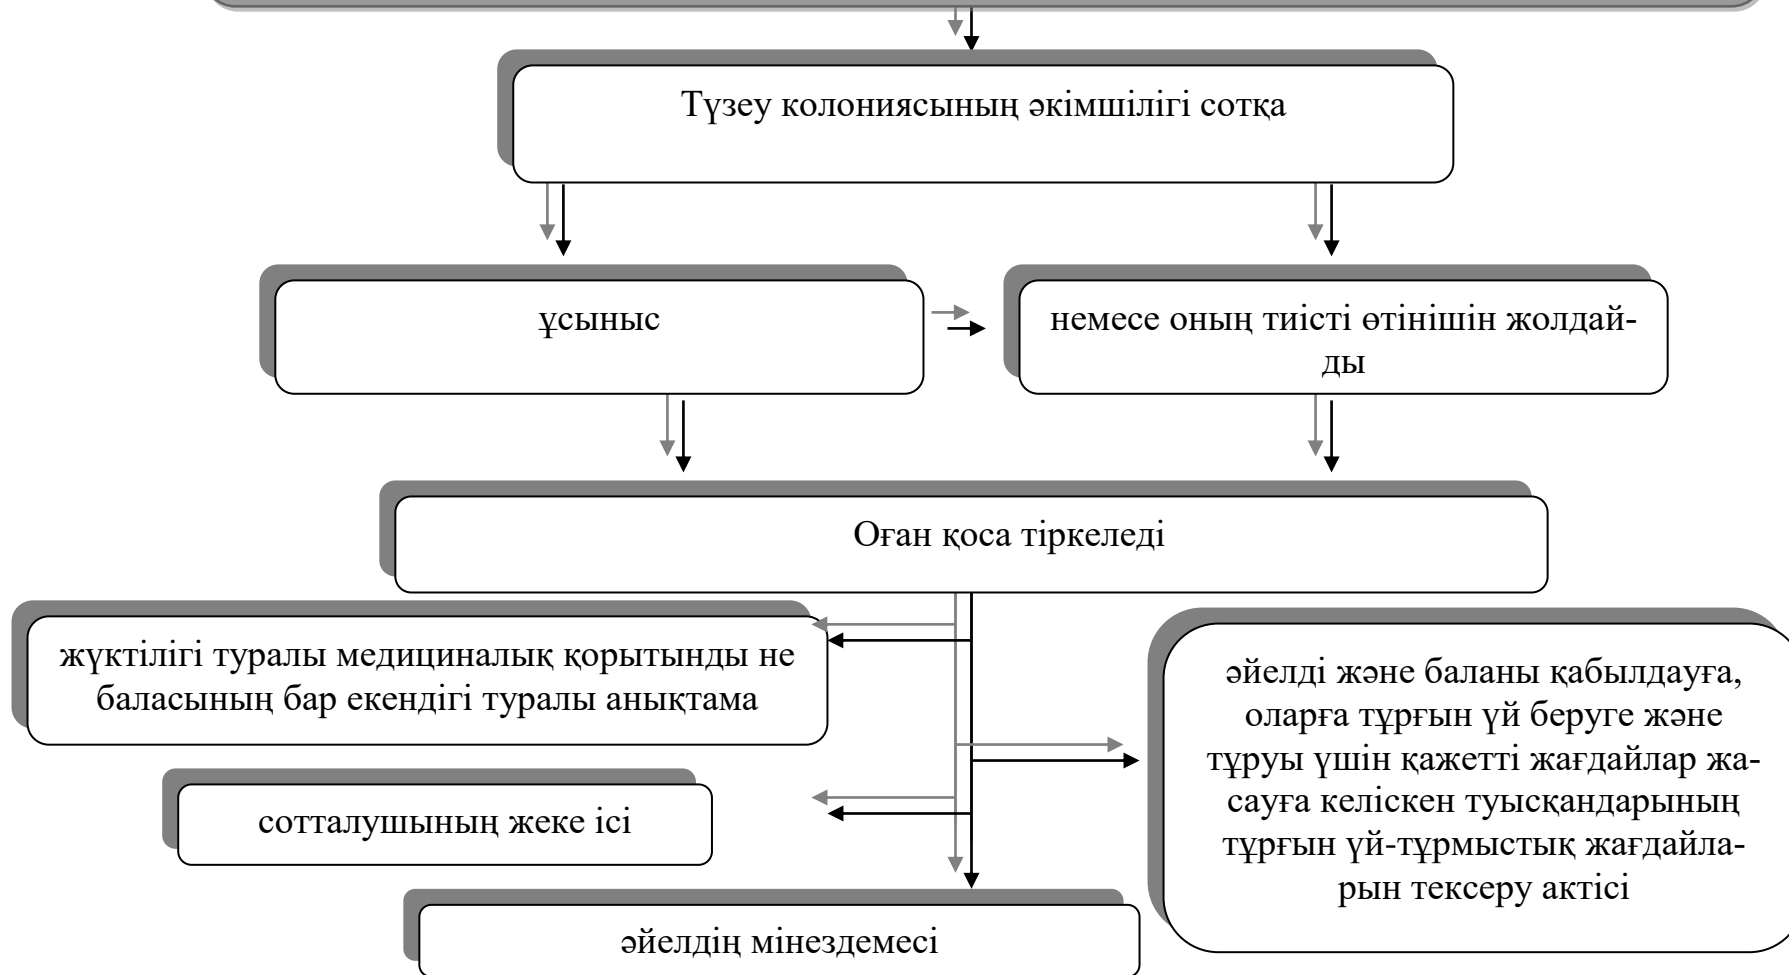 Түзеу колониясының әкімшілігі сотқа
ұсыныс
немесе оның тиісті өтінішін жолдай-
ды
Оған қоса тіркеледі
жүктілігі туралы медициналық қорытынды не
баласының бар екендігі туралы анықтама
әйелді және баланы қабылдауға,
оларға тұрғын үй беруге және
тұруы үшін қажетті жағдайлар жа-
сауға келіскен туысқандарының
тұрғын үй-тұрмыстық жағдайла-
рын тексеру актісі
сотталушының жеке ісі
әйелдің мінездемесі